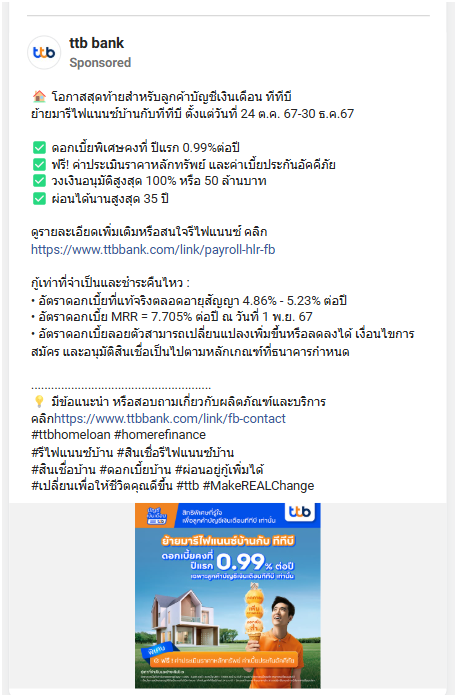 ttb
ttb bank
Sponsored
🏠 โอกาสสุดท้ายสำหรับลูกค้าบัญชีเงินเดือน ทีทีบี
ย้ายมารีไฟแนนซ์บ้านกับทีทีบี ตั้งแต่วันที่ 24 ต.ค. 67-30 ธ.ค.67
✅ ดอกเบี้ยพิเศษคงที่ ปีแรก 0.99%ต่อปี
✅ ฟรี! ค่าประเมินราคาหลักทรัพย์ และค่าเบี้ยประกันอัคคีภัย
✅ วงเงินอนุมัติสูงสุด 100% หรือ 50 ล้านบาท
✅ ผ่อนได้นานสูงสุด 35 ปี
ดูรายละเอียดเพิ่มเติมหรือสนใจรีไฟแนนซ์ คลิก
https://www.ttbbank.com/link/payroll-hlr-fb
กู้เท่าที่จำเป็นและชำระคืนไหว :
• อัตราดอกเบี้ยที่แท้จริงตลอดอายุสัญญา 4.86% - 5.23% ต่อปี
• อัตราดอกเบี้ย MRR = 7.705% ต่อปี ณ วันที่ 1 พ.ย. 67
• อัตราดอกเบี้ยลอยตัวสามารถเปลี่ยนแปลงเพิ่มขึ้นหรือลดลงได้ เงื่อนไขการ
สมัคร และอนุมัติสินเชื่อเป็นไปตามหลักเกณฑ์ที่ธนาคารกำหนด
......................................................
💡 มีข้อแนะนำ หรือสอบถามเกี่ยวกับผลิตภัณฑ์และบริการ
คลิกhttps://www.ttbbank.com/link/fb-contact
#ttbhomeloan #homerefinance
#รีไฟแนนซ์บ้าน #สินเชื่อรีไฟแนนซ์บ้าน
#สินเชื่อบ้าน #ดอกเบี้ยบ้าน #ผ่อนอยู่กู้เพิ่มได้
#เปลี่ยนเพื่อให้ชีวิตคุณดีขึ้น #ttb #MakeREALChange
สิทธิพิเศษที่รู้ใจ
เพื่อลูกค้าบัญชีเงินเดือนทีทีบี เท่านั้น
ttb
ย้ายมารีไฟแนนซ์บ้านกับ ทีทีบี
ดอกเบี้ยคงที่
ปีแรก 0.99% ต่อปี
เฉพาะลูกค้าบัญชีเงินเดือนทีทีบี เท่านั้น
พิเศษ
ฟรี ! ค่าประเมินราคาหลักทรัพย์ ค่าเบี้ยประกันอัคคีภัย